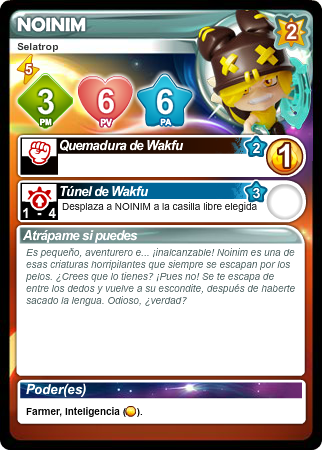 NOINIM
Selatrop
2
5
3
PM
6
PV
6
PA
Quemadura de Wakfu
2
1
Túnel de Wakfu
3
1 - 4
Desplaza a NOINIM a la casilla libre elegida
Atrápame si puedes
Es pequeño, aventurero e... ¡inalcanzable! Noinim es una de
esas criaturas horripilantes que siempre se escapan por los
pelos. ¿Crees que lo tienes? ¡Pues no! Se te escapa de
entre los dedos y vuelve a su escondite, después de haberte
sacado la lengua. Odioso, ¿verdad?
Poder(es)
Farmer, Inteligencia ( ).